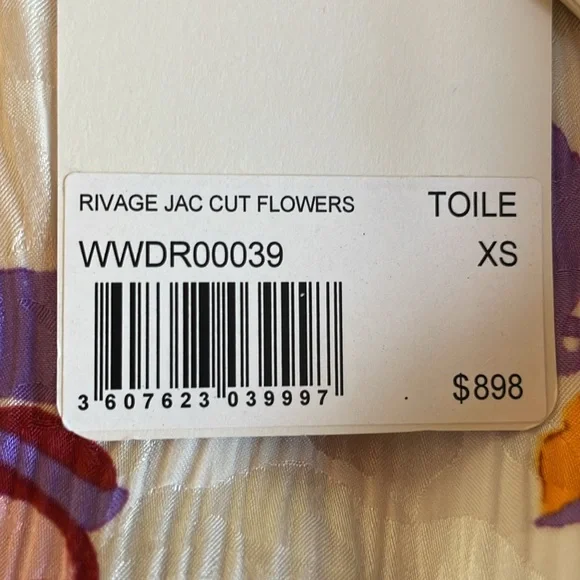 RIVAGE JAC CUT FLOWERS TOILE
WWDR00039 XS
3 607623 039997 $898